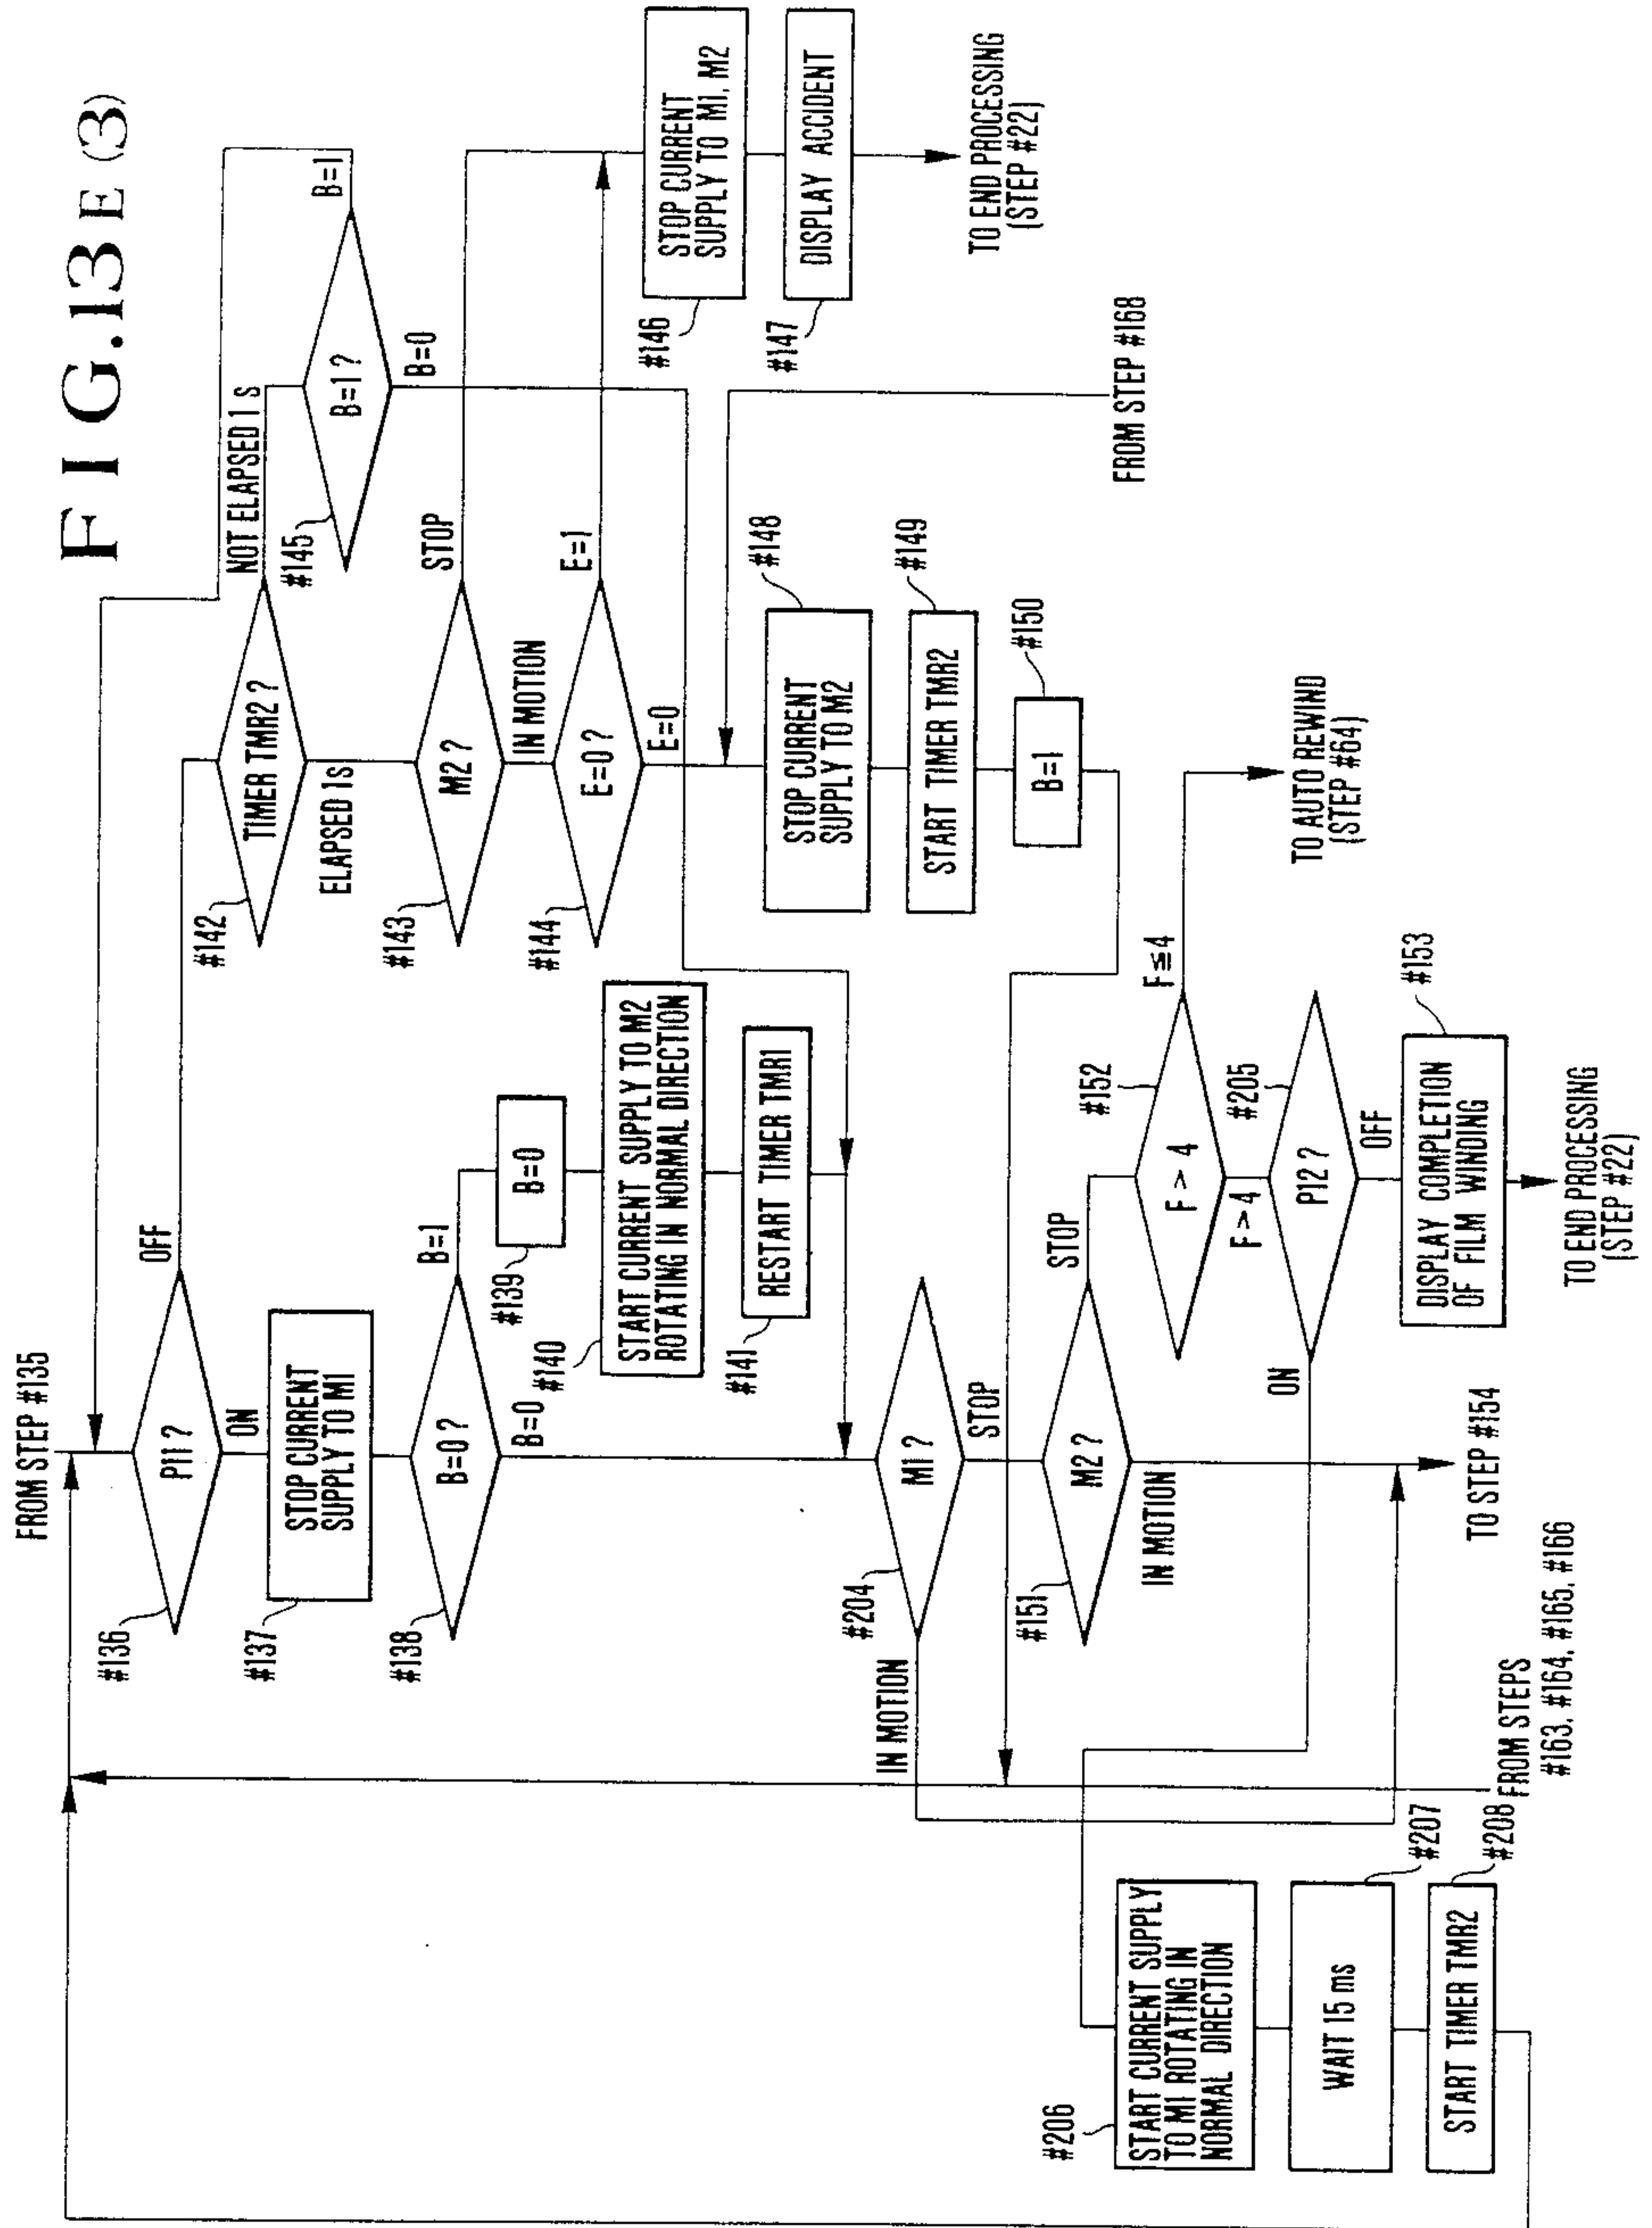 FIG.13E (3)
FROM STEP #135
#136
P11 ?
OFF
ON
#137
STOP CURRENT
SUPPLY TO M1
#138
B=0 ?
B=1
B=0
#139
B=0
#140
START CURRENT SUPPLY TO M2
ROTATING IN NORMAL DIRECTION
#141
RESTART TIMER TMR1
#142
TIMER TMR2 ?
NOT ELAPSED 1 s
ELAPSED 1s
#145
B=1 ?
B=1
B=0
#143
M2 ?
STOP
IN MOTION
#144
E=0 ?
E=1
E=0
#146
STOP CURRENT
SUPPLY TO M1, M2
#147
DISPLAY ACCIDENT
TO END PROCESSING
(STEP #22)
FROM STEP #168
#148
STOP CURRENT
SUPPLY TO M2
#149
START TIMER TMR2
#150
B=1
#204
M1 ?
IN MOTION
STOP
#151
M2 ?
STOP
IN MOTION
#152
F > 4
F≦4
F>4
TO AUTO REWIND
(STEP #64)
#205
P12 ?
ON
OFF
#153
DISPLAY COMPLETION
OF FILM WINDING
TO END PROCESSING
(STEP #22)
TO STEP #154
FROM STEPS
#163, #164, #165, #166
#206
START CURRENT SUPPLY
TO M1 ROTATING IN
NORMAL DIRECTION
#207
WAIT 15 ms
#208
START TIMER TMR2